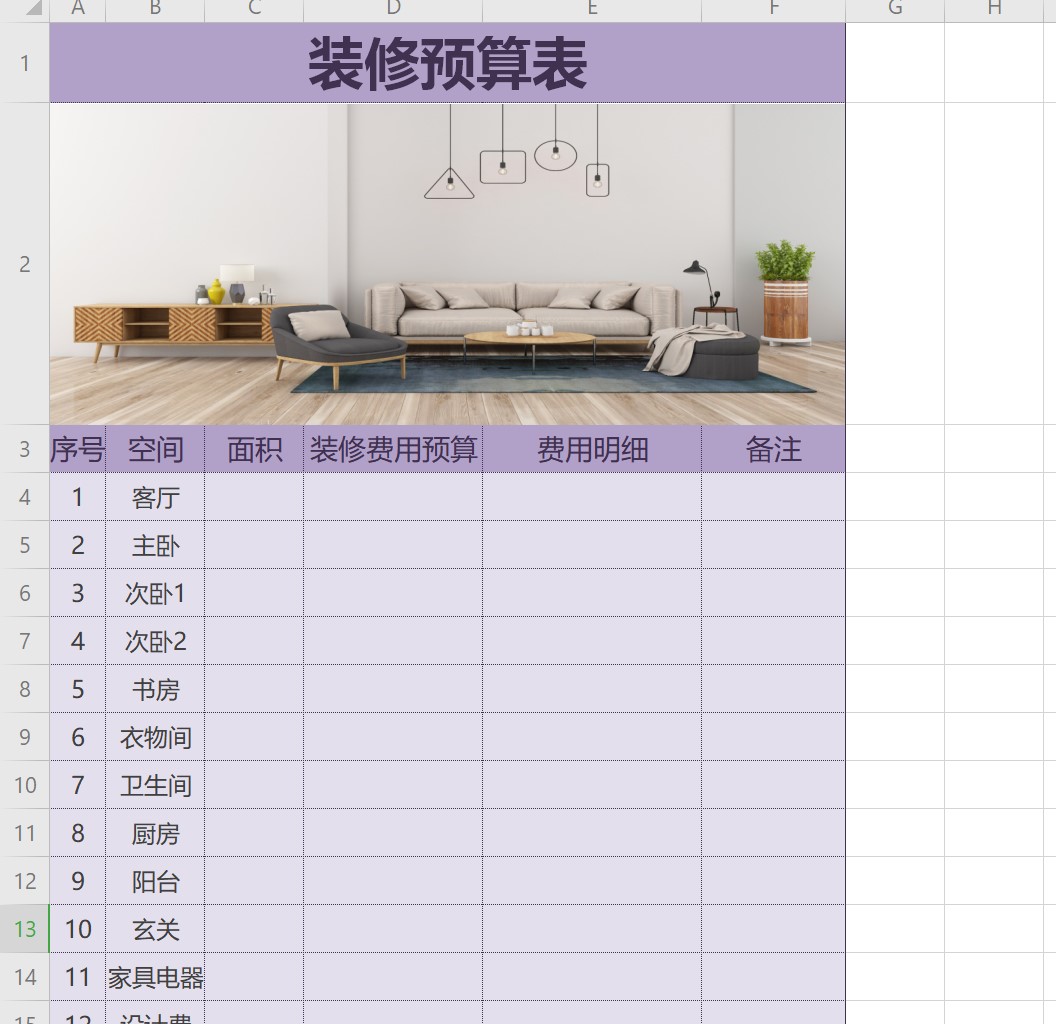 A B C D E F G H
1 装修预算表
2
3 序号 空间 面积 装修费用预算 费用明细 备注
4 1 客厅
5 2 主卧
6 3 次卧1
7 4 次卧2
8 5 书房
9 6 衣物间
10 7 卫生间
11 8 厨房
12 9 阳台
13 10 玄关
14 11 家具电器
15 12 设计费